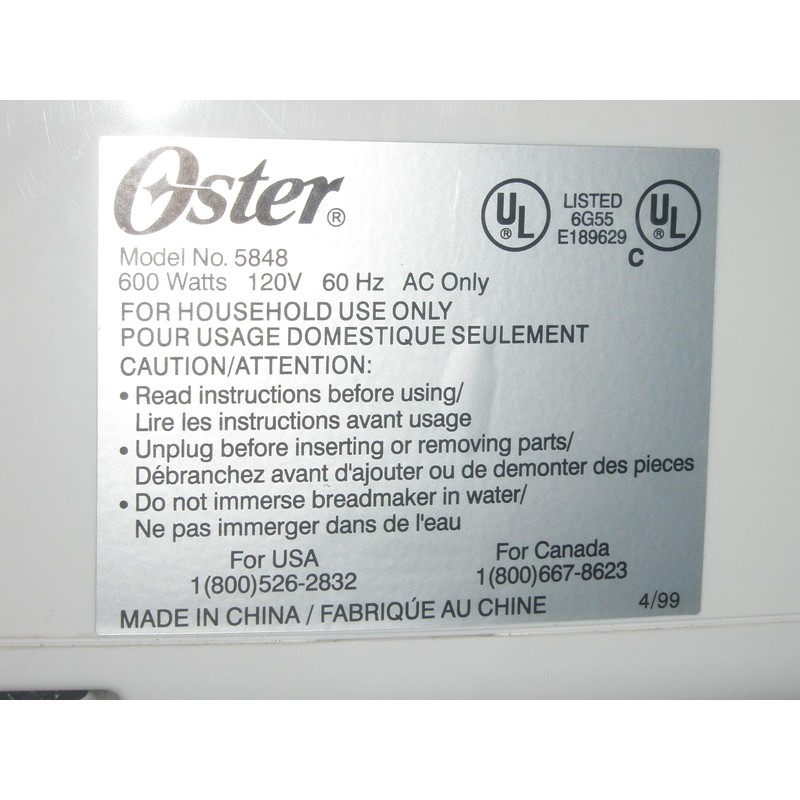 Oster®
UL® LISTED 6G55 E189629 C UL®
Model No. 5848
600 Watts 120V 60 Hz AC Only
FOR HOUSEHOLD USE ONLY
POUR USAGE DOMESTIQUE SEULEMENT
CAUTION/ATTENTION:
• Read instructions before using/
Lire les instructions avant usage
• Unplug before inserting or removing parts/
Débranchez avant d'ajouter ou de demonter des pieces
• Do not immerse breadmaker in water/
Ne pas immerger dans de l'eau
For USA For Canada
1(800)526-2832 1(800)667-8623
MADE IN CHINA / FABRIQÚE AU CHINE 4/99